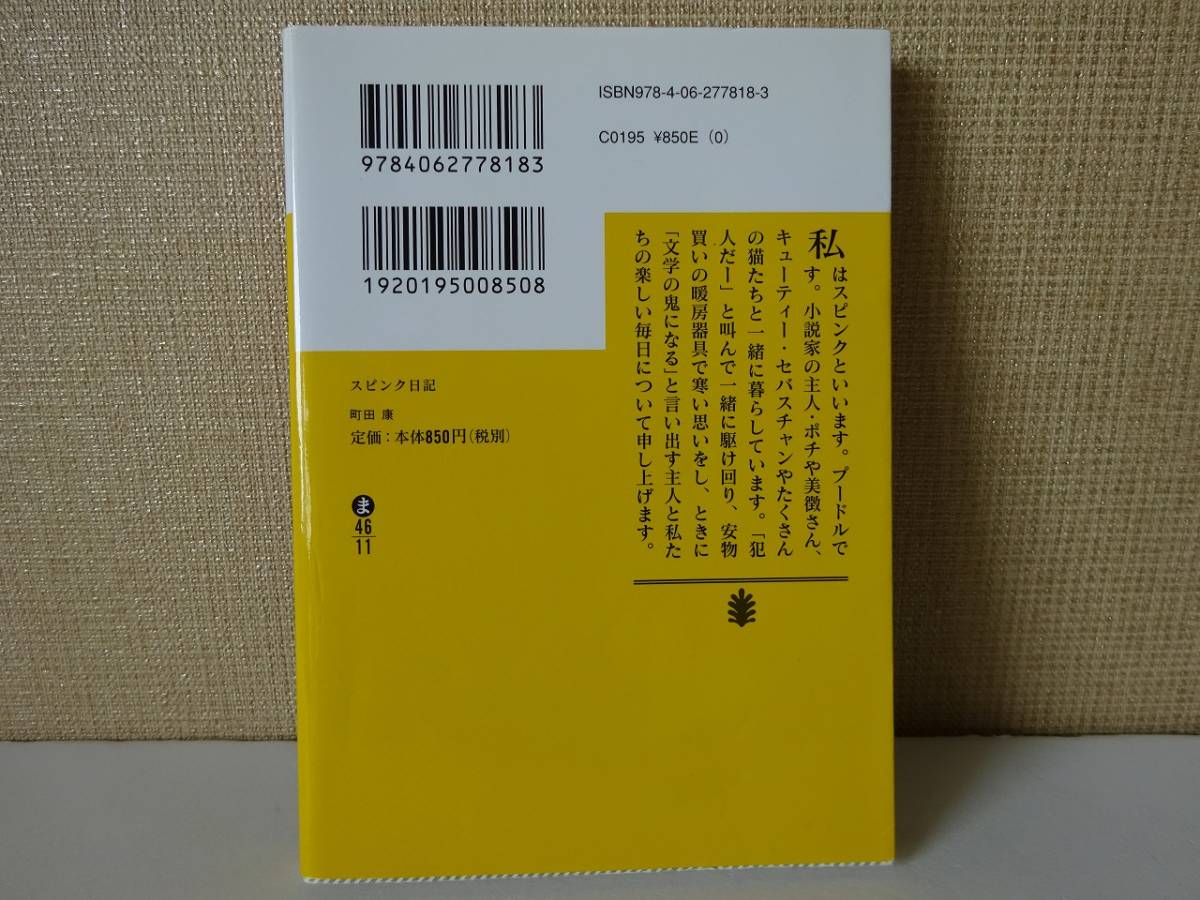 ISBN978-4-06-277818-3
C0195 ¥850E (0)
9784062778183
1920195008508
私はスピンクといいます。プードルで
す。小説家の主人・ポチや美徴さん、
キューティー・セバスチャンやたくさん
の猫たちと一緒に暮らしています。「犯
人だー」と叫んで一緒に駆け回り、安物
買いの暖房器具で寒い思いをし、ときに
「文学の鬼になる」と言い出す主人と私た
ちの楽しい毎日について申し上げます。
スピンク日記
町田 康
定価：本体850円（税別）
ま
46
11